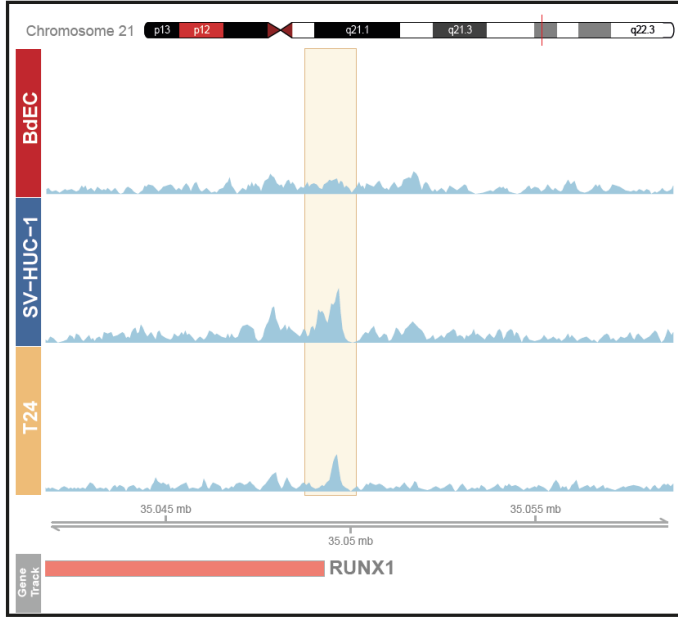 Chromosome 21
p13 p12 q21.1 q21.3 q22.3
BdEC
SV-HUC-1
T24
35.045 mb 35.055 mb
35.05 mb
Gene
Track
RUNX1